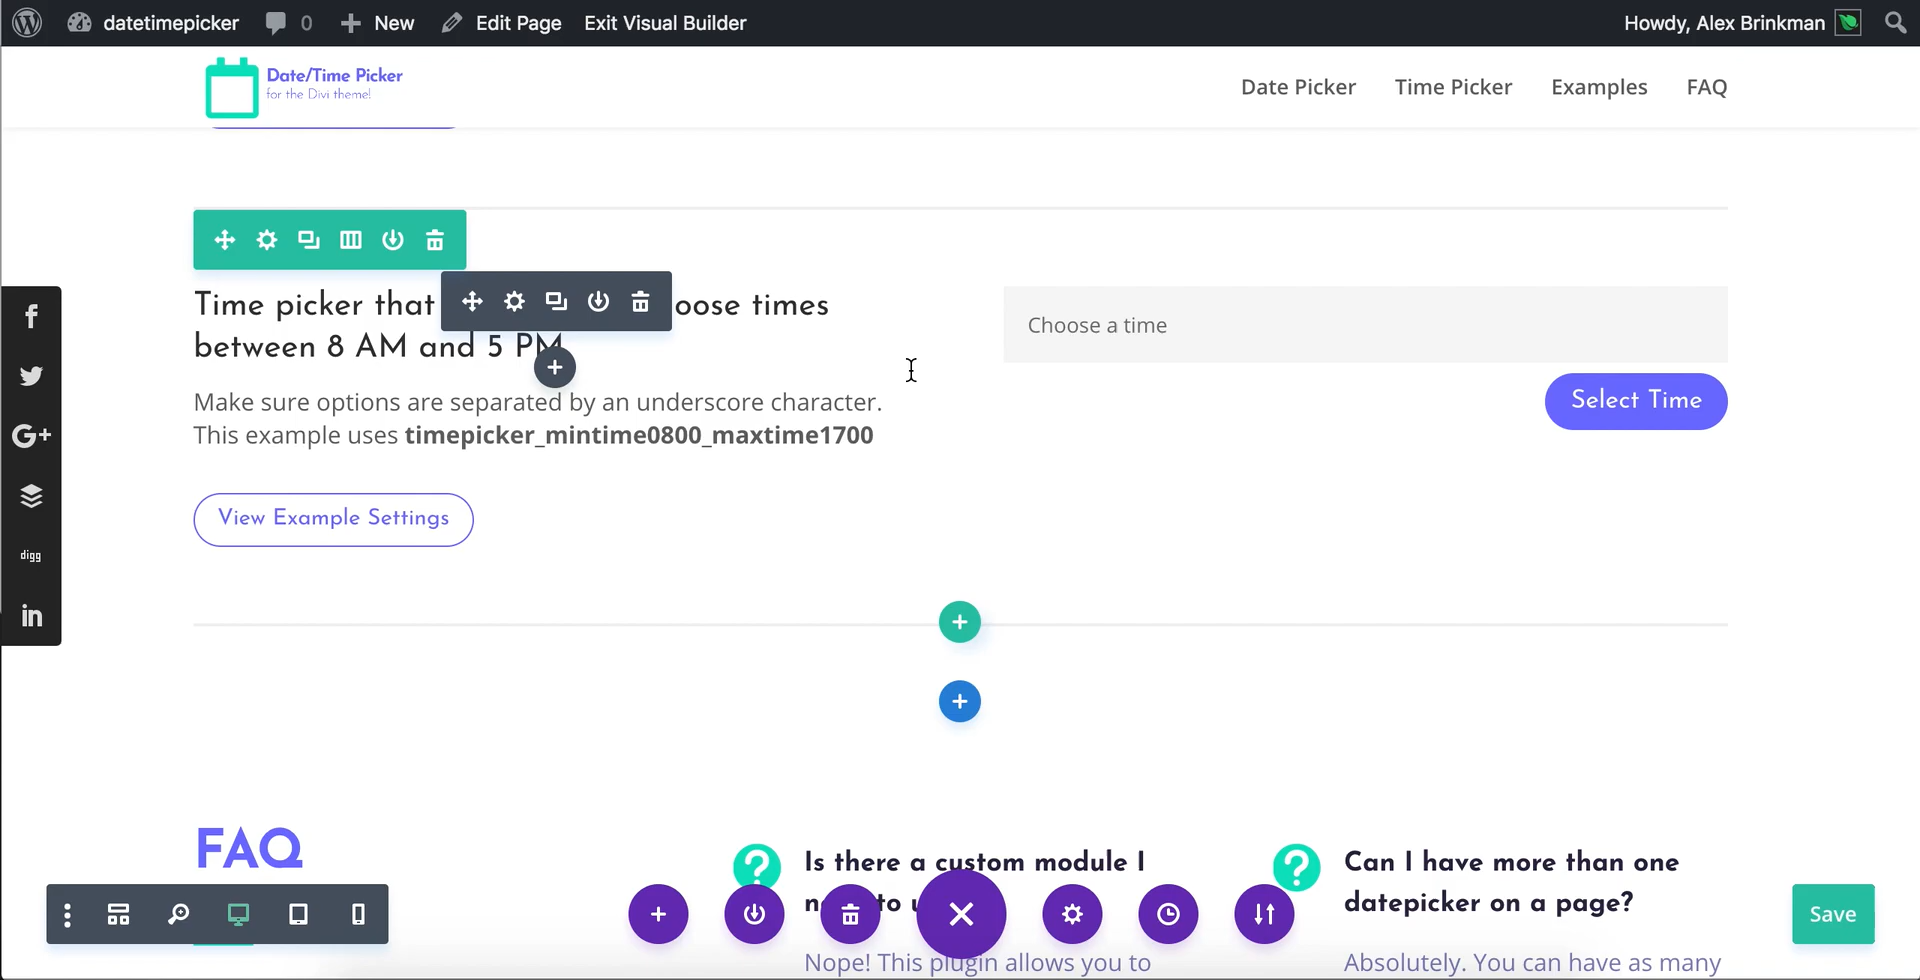 datetimepicker 0 New Edit Page Exit Visual Builder Howdy, Alex Brinkman
Date/Time Picker
for the Divi theme!
Date Picker Time Picker Examples FAQ
Time picker that oose times
between 8 AM and 5 PM
Choose a time
Make sure options are separated by an underscore character.
This example uses timepicker_mintime0800_maxtime1700
Select Time
View Example Settings
digg
in
FAQ
Is there a custom module I
to
Nope! This plugin allows you to
Can I have more than one
datepicker on a page?
Absolutely. You can have as many
Save